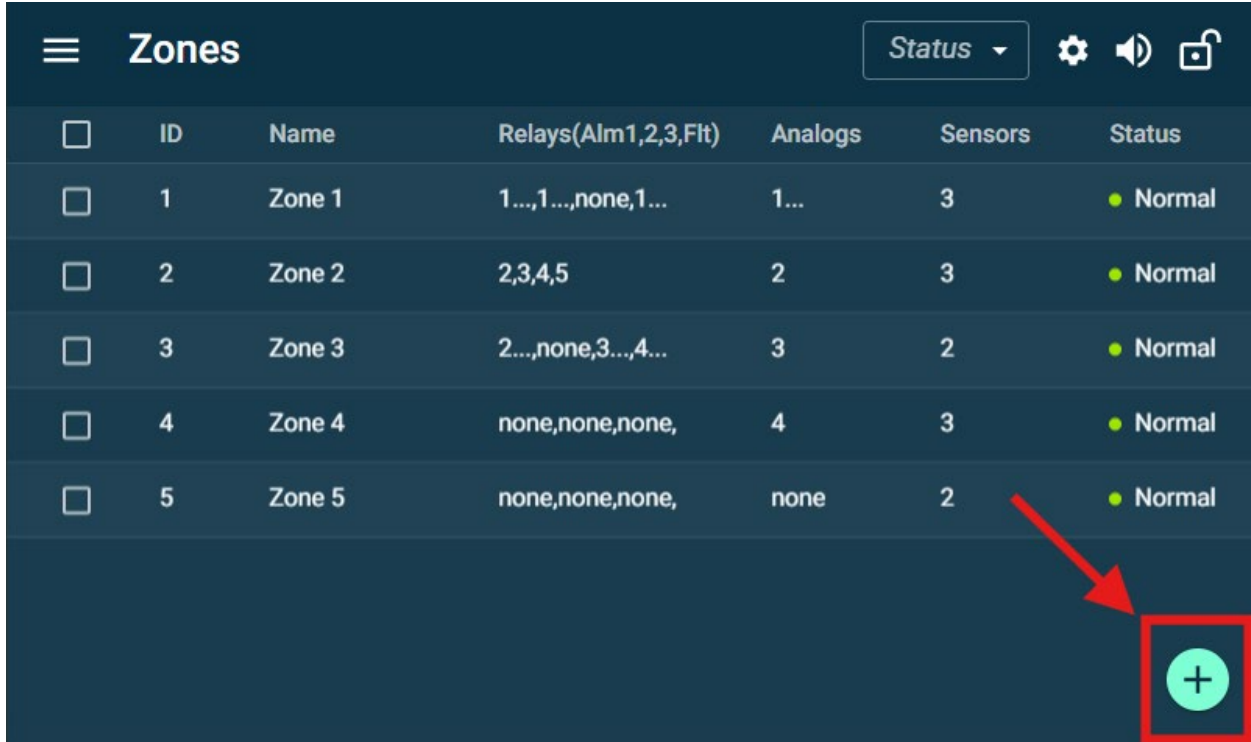 Zones Status
ID Name Relays(Alm1,2,3,Flt) Analogs Sensors Status
1 Zone 1 1...,1...,none,1... 1... 3 Normal
2 Zone 2 2,3,4,5 2 3 Normal
3 Zone 3 2...,none,3...,4... 3 2 Normal
4 Zone 4 none,none,none, 4 3 Normal
5 Zone 5 none,none,none, none 2 Normal
+